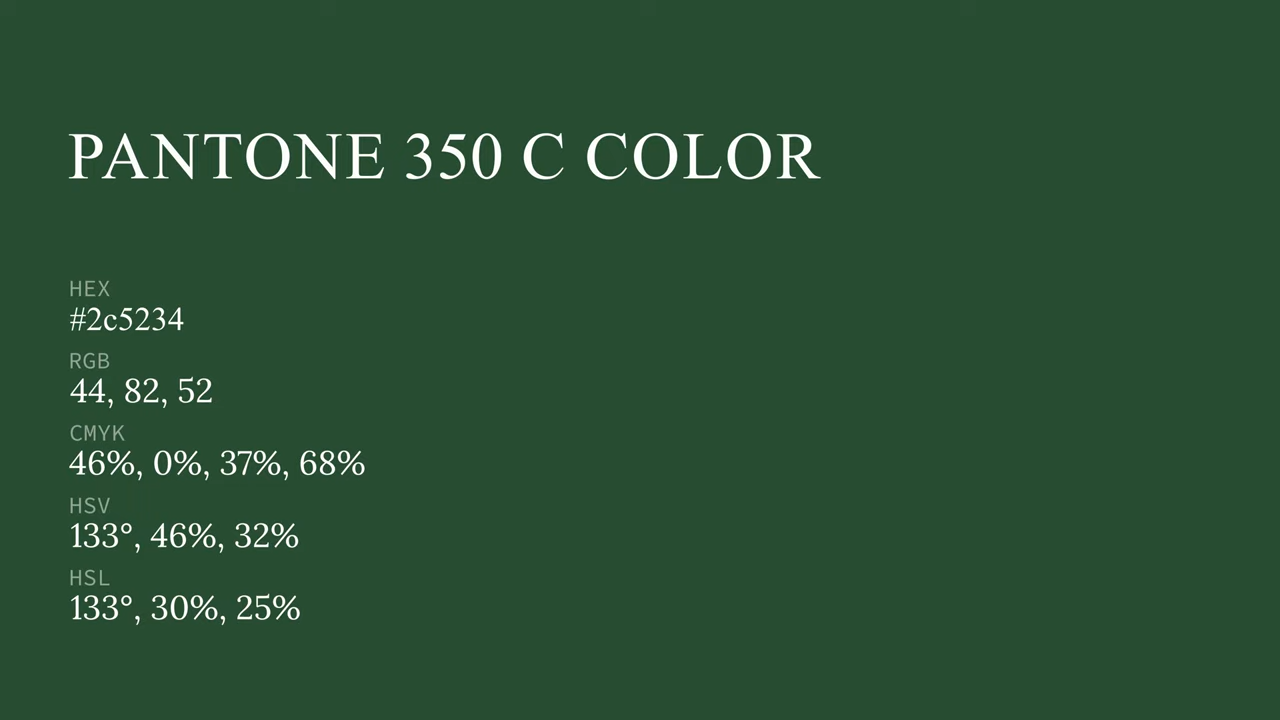 PANTONE 350 C COLOR
HEX
#2c5234
RGB
44, 82, 52
CMYK
46%, 0%, 37%, 68%
HSV
133°, 46%, 32%
HSL
133°, 30%, 25%